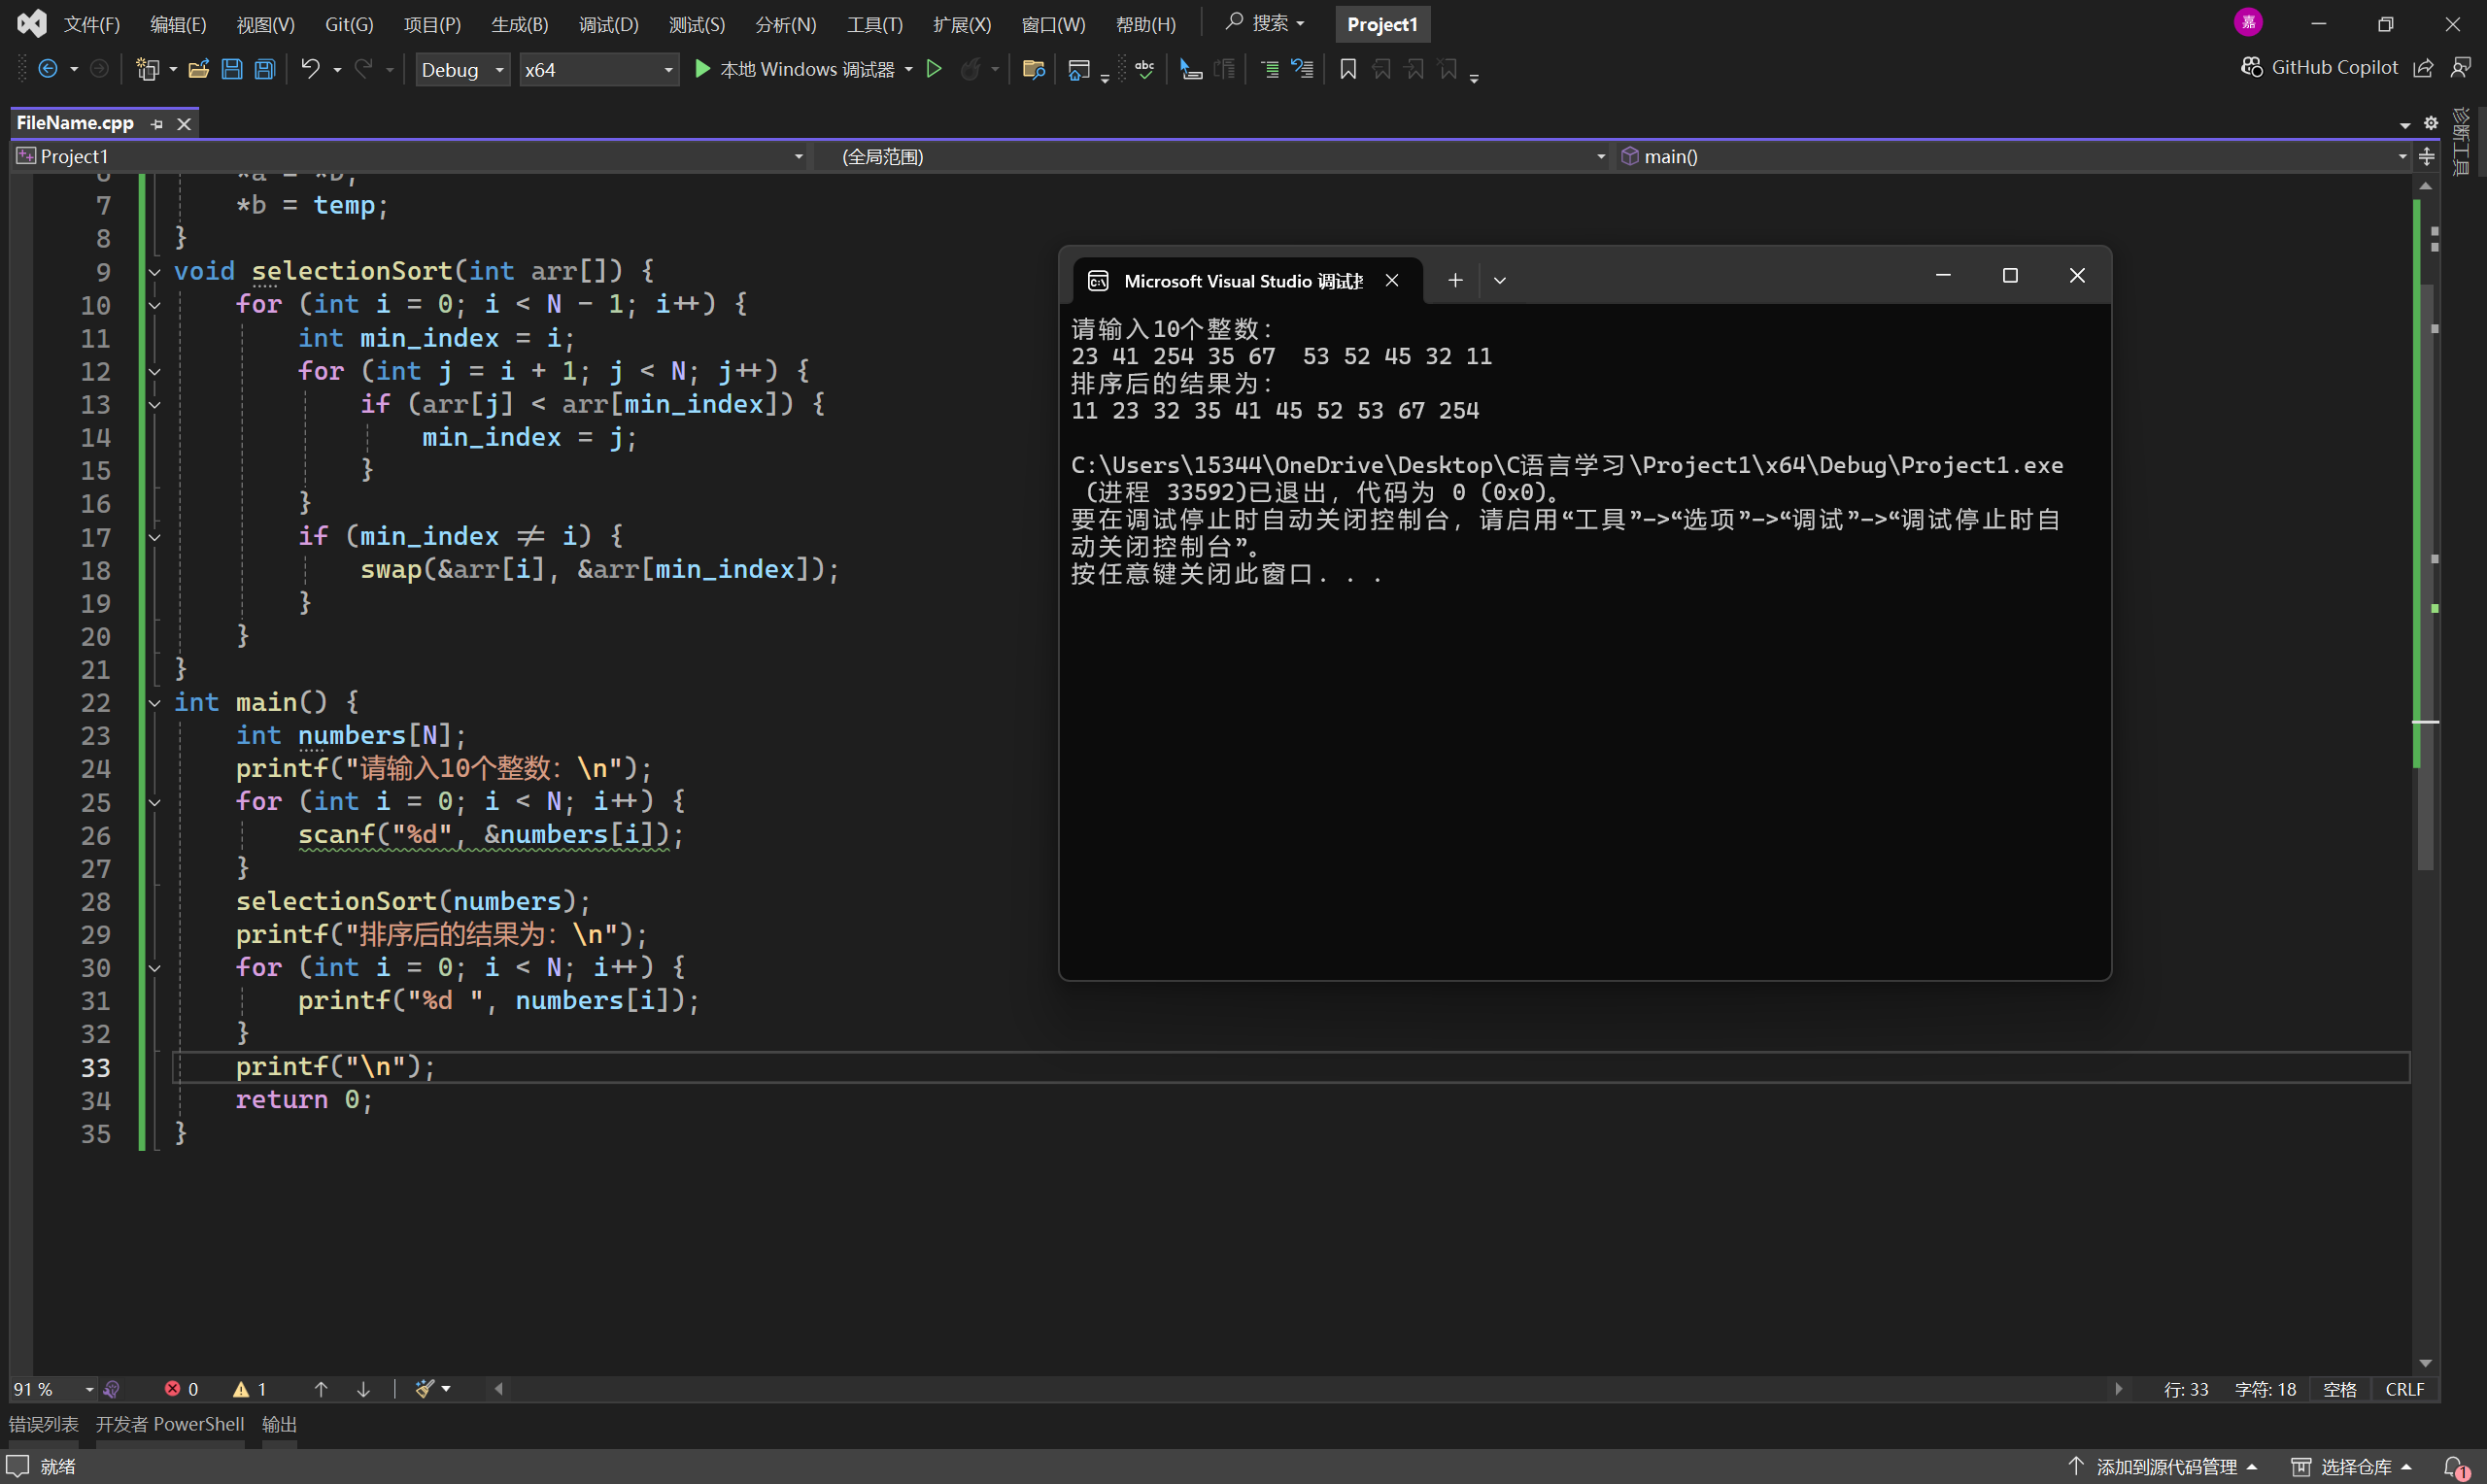 文件(F) 编辑(E) 视图(V) Git(G) 项目(P) 生成(B) 调试(D) 测试(S) 分析(N) 工具(T) 扩展(X) 窗口(W) 帮助(H) 搜索 Project1 嘉
Debug x64 本地 Windows 调试器 abc GitHub Copilot
FileName.cpp
诊断工具
Project1 (全局范围) main()
6 *a = *b;
7 *b = temp;
8 }
9 void selectionSort(int arr[]) {
10 for (int i = 0; i < N - 1; i++) {
11 int min_index = i;
12 for (int j = i + 1; j < N; j++) {
13 if (arr[j] < arr[min_index]) {
14 min_index = j;
15 }
16 }
17 if (min_index != i) {
18 swap(&arr[i], &arr[min_index]);
19 }
20 }
21 }
22 int main() {
23 int numbers[N];
24 printf("请输入10个整数：\n");
25 for (int i = 0; i < N; i++) {
26 scanf("%d", &numbers[i]);
27 }
28 selectionSort(numbers);
29 printf("排序后的结果为：\n");
30 for (int i = 0; i < N; i++) {
31 printf("%d ", numbers[i]);
32 }
33 printf("\n");
34 return 0;
35 }
Microsoft Visual Studio 调试控
请输入10个整数：
23 41 254 35 67  53 52 45 32 11
排序后的结果为：
11 23 32 35 41 45 52 53 67 254
C:\Users\15344\OneDrive\Desktop\C语言学习\Project1\x64\Debug\Project1.exe
(进程 33592)已退出，代码为 0 (0x0)。
要在调试停止时自动关闭控制台，请启用“工具”->“选项”->“调试”->“调试停止时自
动关闭控制台”。
按任意键关闭此窗口. . .
91 % 0 1 行: 33 字符: 18 空格 CRLF
错误列表 开发者 PowerShell 输出
就绪 添加到源代码管理 选择仓库 1